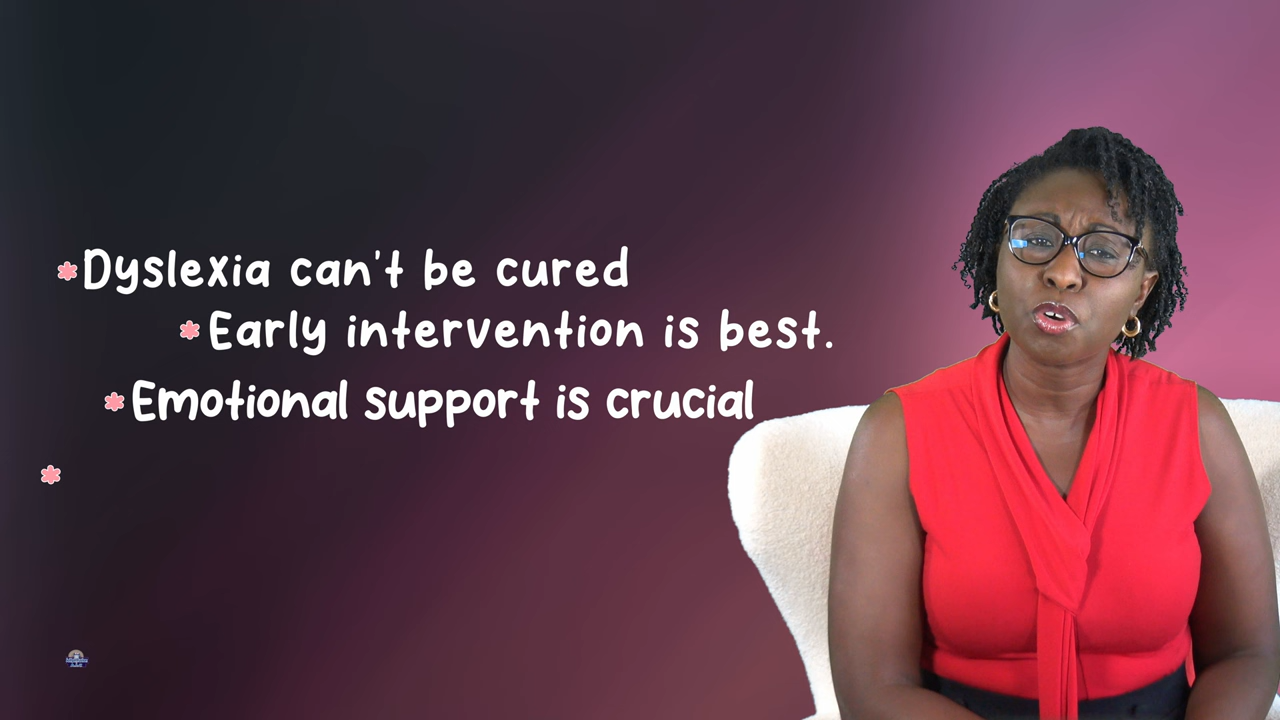 Dyslexia can't be cured
Early intervention is best.
Emotional support is crucial